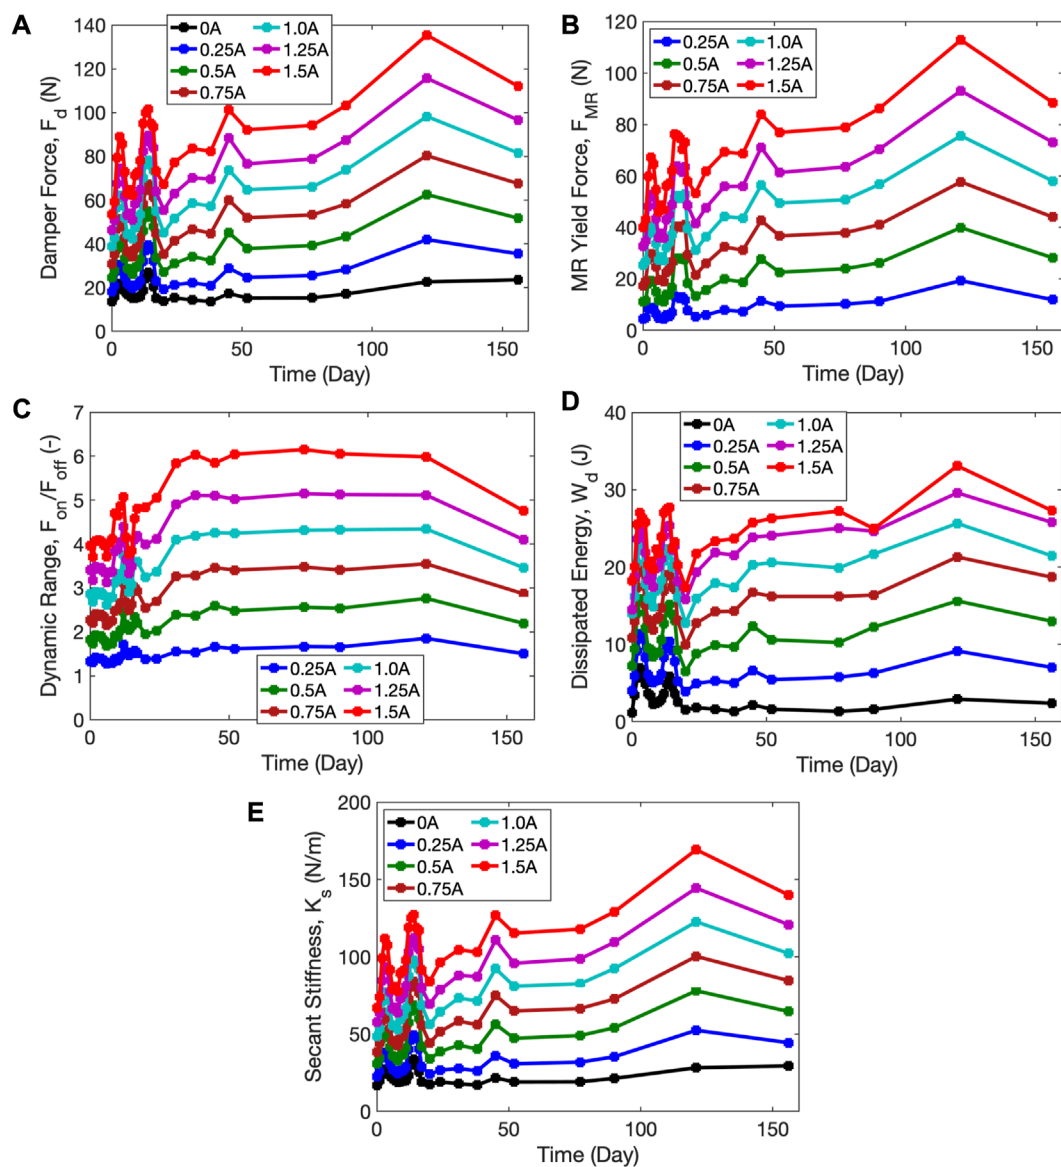 A
Damper Force, F_d (N)
140
120
100
80
60
40
20
0
0A 1.0A
0.25A 1.25A
0.5A 1.5A
0.75A
0 50 100 150
Time (Day)
B
MR Yield Force, F_MR (N)
120
100
80
60
40
20
0
0.25A 1.0A
0.5A 1.25A
0.75A 1.5A
0 50 100 150
Time (Day)
C
Dynamic Range, F_on/F_off (-)
7
6
5
4
3
2
1
0
0.25A 1.0A
0.5A 1.25A
0.75A 1.5A
0 50 100 150
Time (Day)
D
Dissipated Energy, W_d (J)
40
30
20
10
0
0A 1.0A
0.25A 1.25A
0.5A 1.5A
0.75A
0 50 100 150
Time (Day)
E
Secant Stiffness, K_s (N/m)
200
150
100
50
0
0A 1.0A
0.25A 1.25A
0.5A 1.5A
0.75A
0 50 100 150
Time (Day)